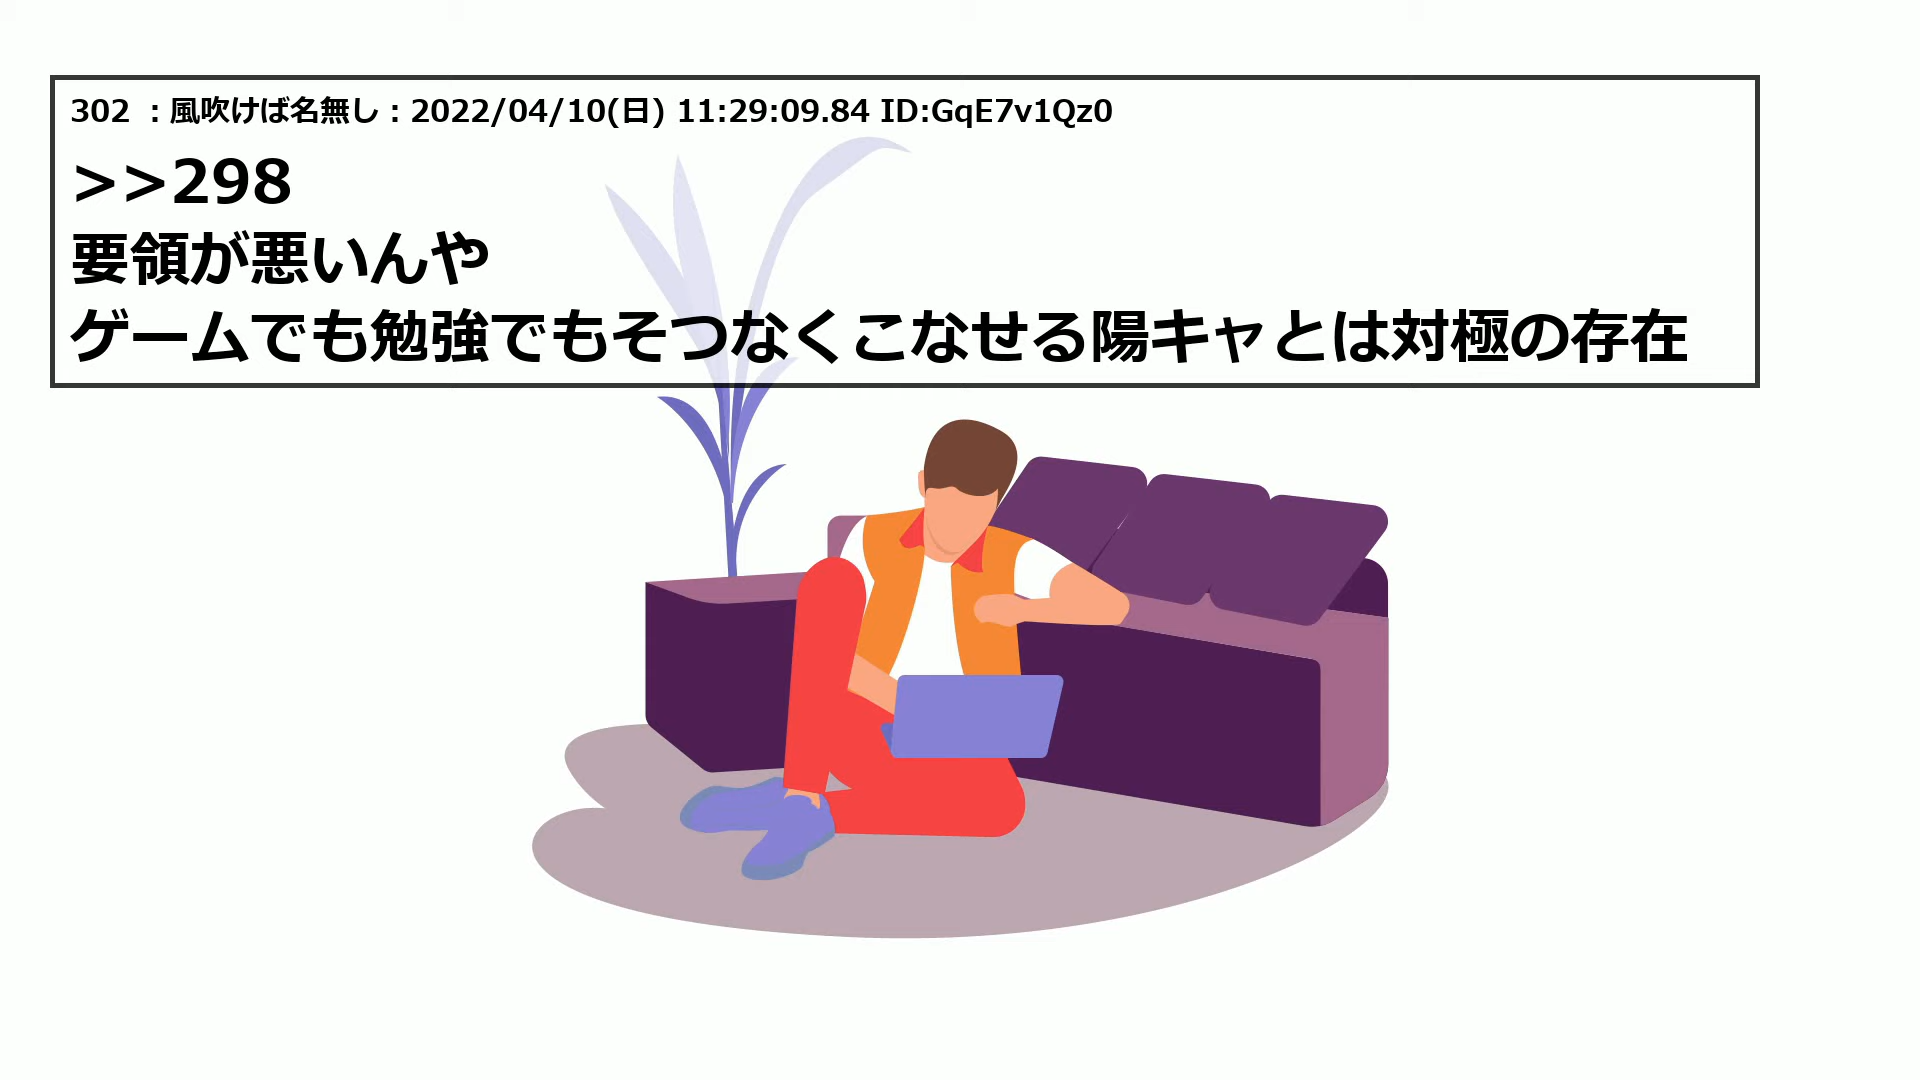 302 ：風吹けば名無し：2022/04/10(日) 11:29:09.84 ID:GqE7v1Qz0
>>298
要領が悪いんや
ゲームでも勉強でもそつなくこなせる陽キャとは対極の存在